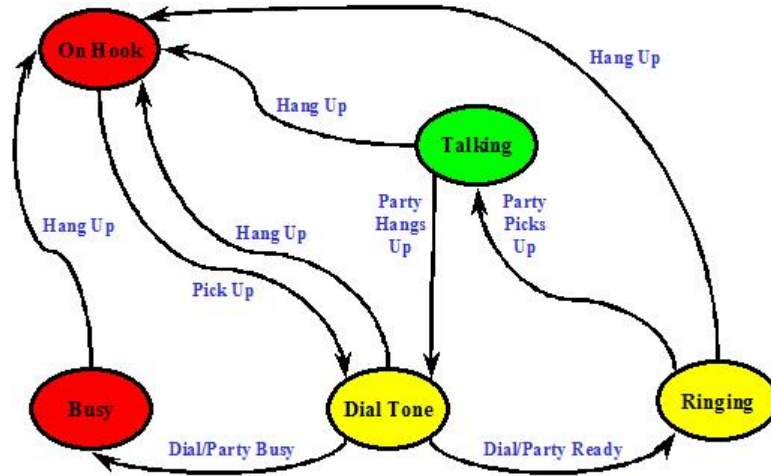 On Hook
Hang Up
Hang Up
Talking
Party
Hangs
Up
Party
Picks
Up
Hang Up
Hang Up
Pick Up
Busy
Dial Tone
Ringing
Dial/Party Busy
Dial/Party Ready